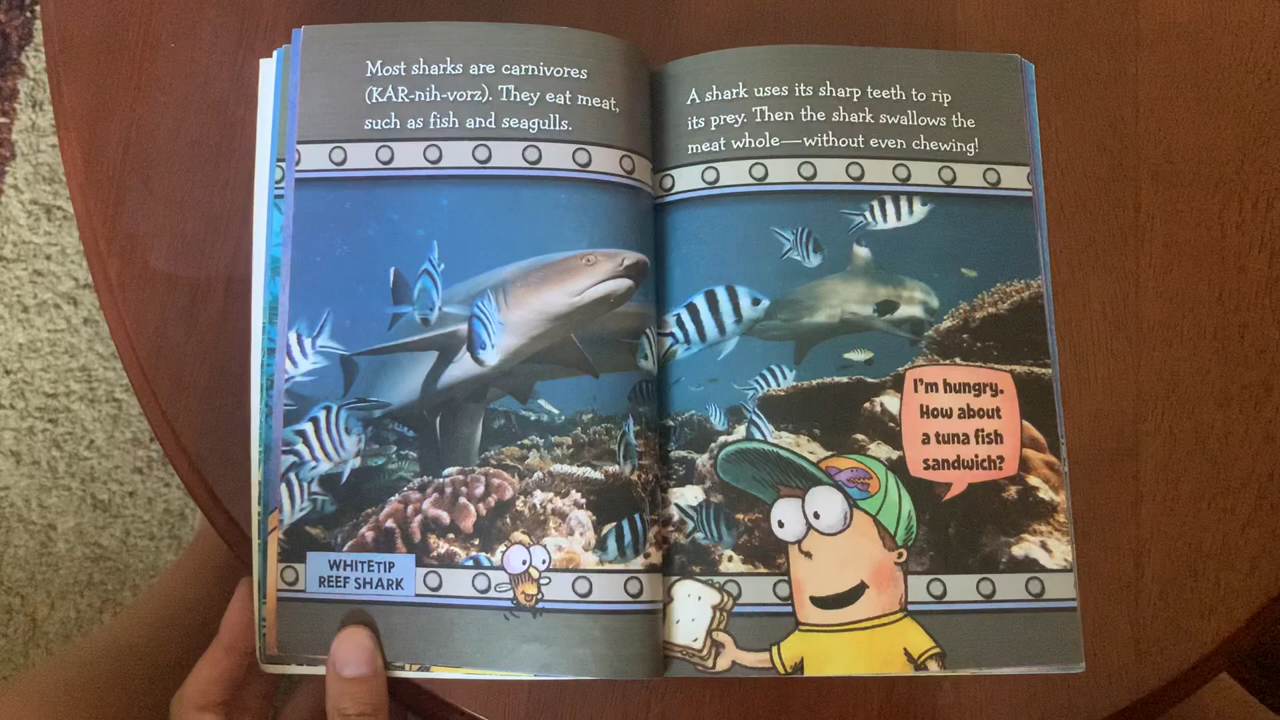 Most sharks are carnivores
(KAR-nih-vorz). They eat meat,
such as fish and seagulls.
WHITETIP
REEF SHARK
A shark uses its sharp teeth to rip
its prey. Then the shark swallows the
meat whole—without even chewing!
I'm hungry.
How about
a tuna fish
sandwich?